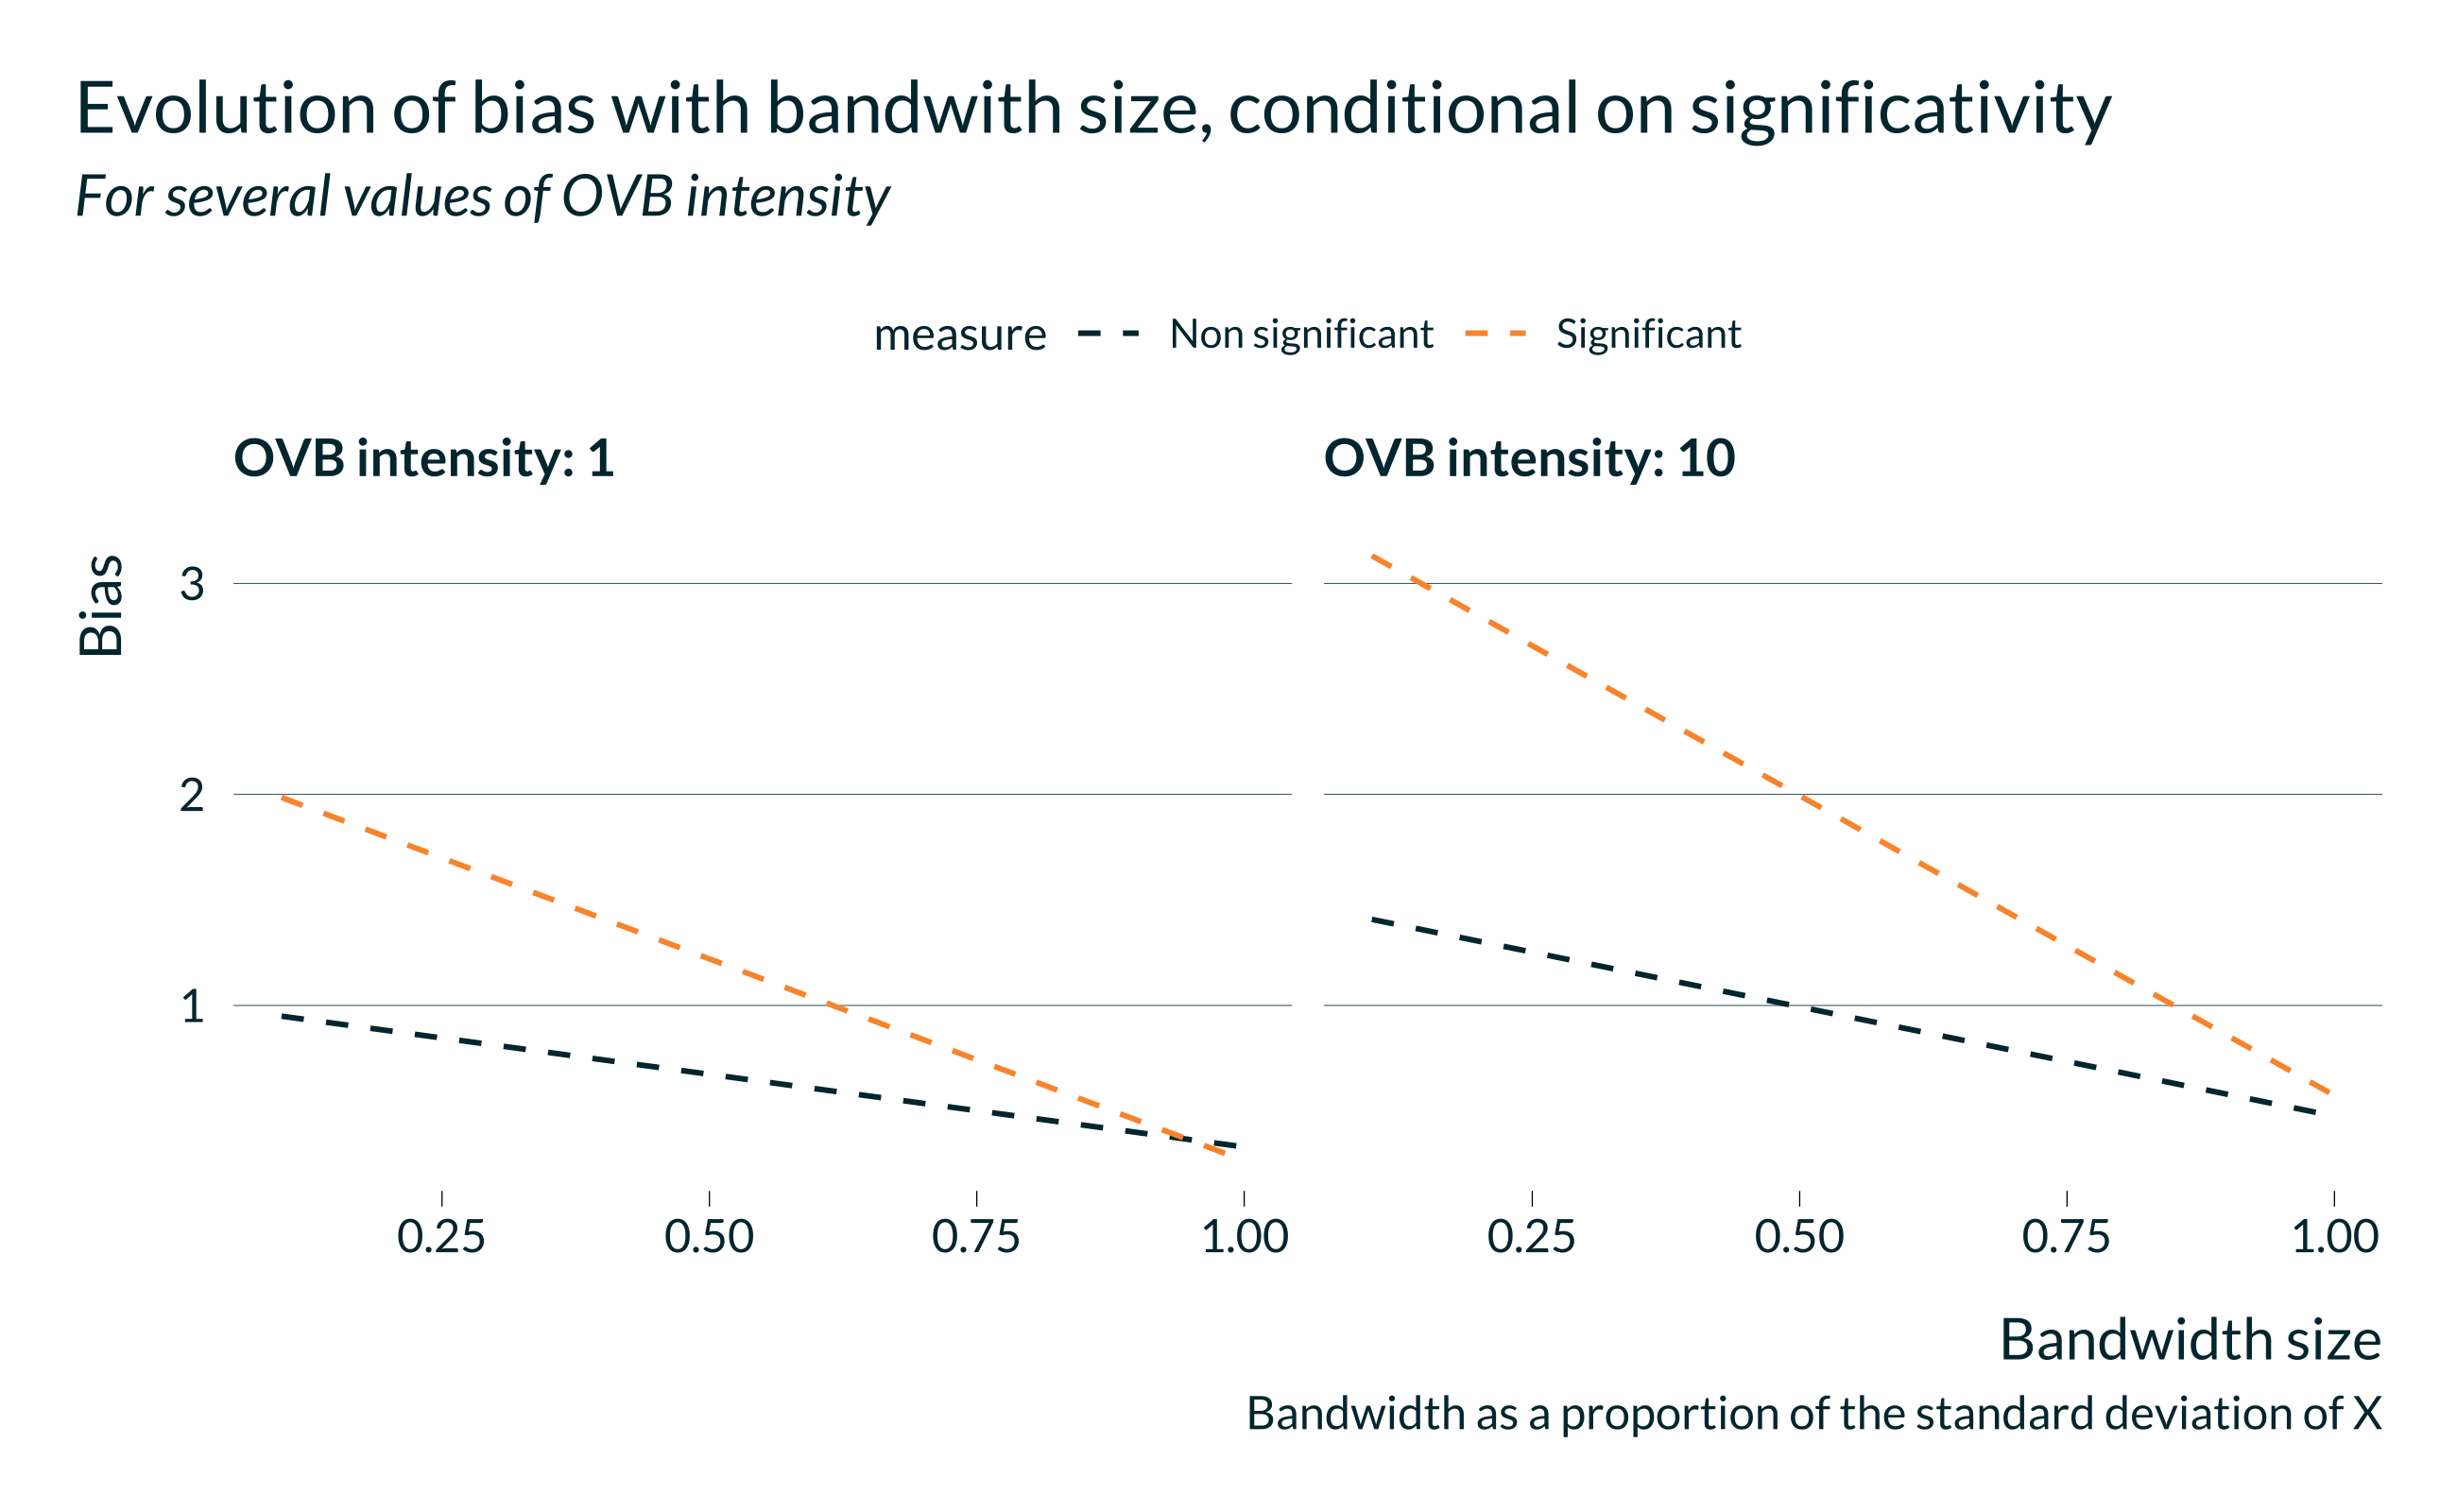 Evolution of bias with bandwith size, conditional on significativity
For several values of OVB intensity
measure Non significant Significant
OVB intensity: 1
OVB intensity: 10
Bias
3
2
1
0.25 0.50 0.75 1.00
0.25 0.50 0.75 1.00
Bandwidth size
Bandwidth as a proportion of the standard deviation of X